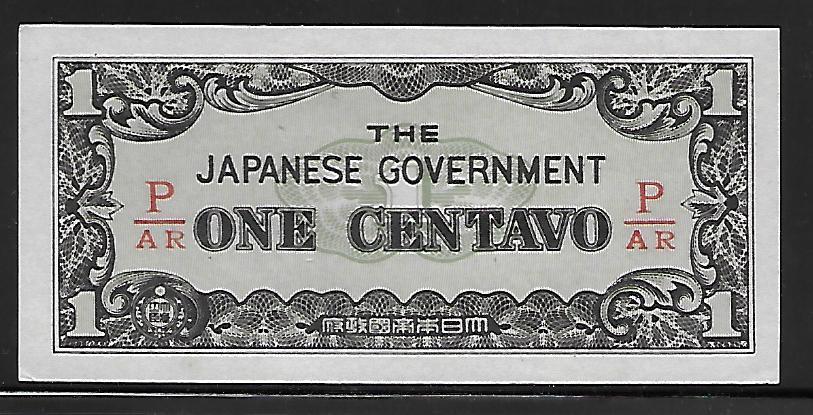 1 1
THE
JAPANESE GOVERNMENT
P P
AR AR
ONE CENTAVO
1 1
府政國帝本日大